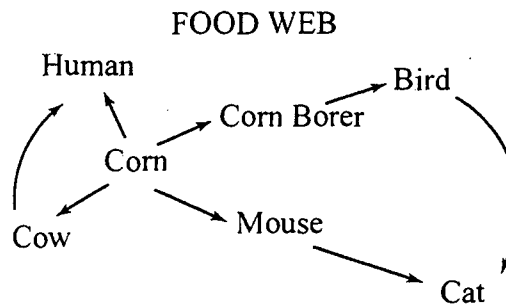 FOOD WEB
Human
Bird
Corn Borer
Corn
Cow
Mouse
Cat